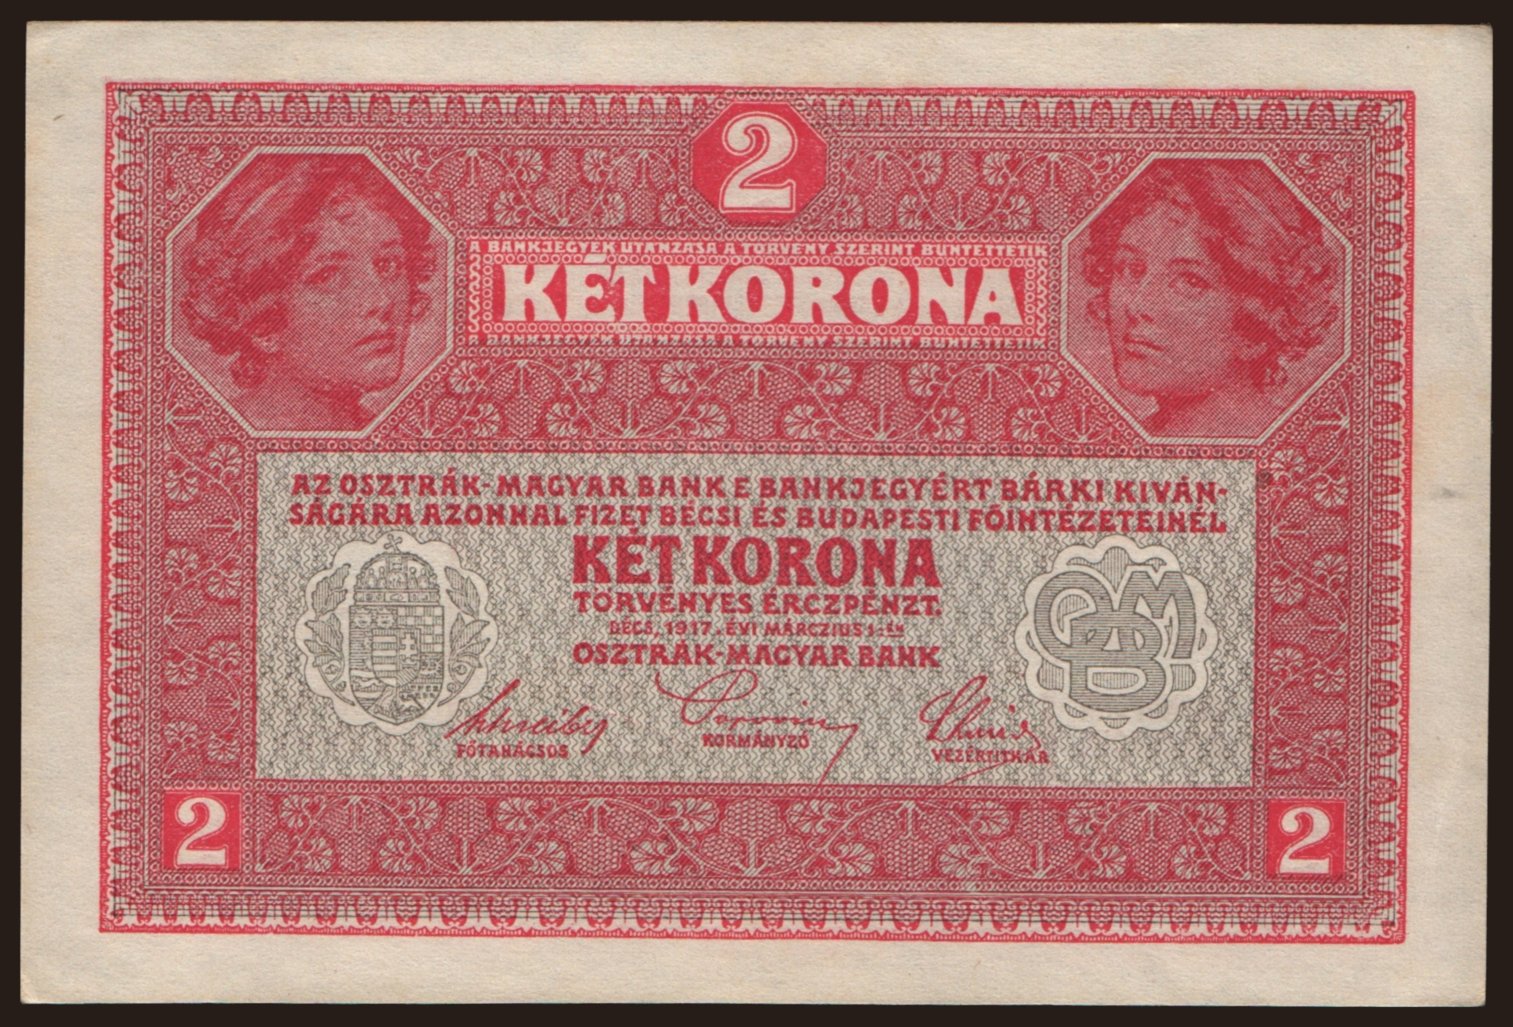 2
A BANKJEGYEK UTÁNZÁSA A TÖRVÉNY SZERINT BÜNTETTETIK
KÉT KORONA
BANKJEGYEK UTÁNZÁSA A TÖRVÉNY SZERINT BÜNTETTETIK
AZ OSZTRÁK-MAGYAR BANK E BANKJEGYÉRT BÁRKI KIVÁN-
SÁGÁRA AZONNAL FIZET BÉCSI ÉS BUDAPESTI FŐINTÉZETEINÉL
KÉT KORONA
TÖRVÉNYES ÉRCZPÉNZT.
BÉCS, 1917. ÉVI MÁRCZIUS 1-ÉN
OSZTRÁK-MAGYAR BANK
FŐTANÁCSOS
KORMÁNYZÓ
VEZÉRTITKÁR
2
2